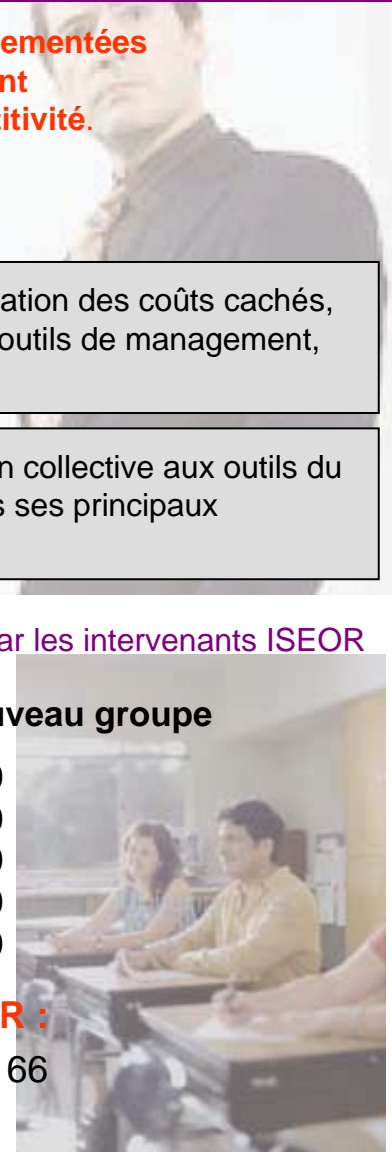 ementées
nt
titivité.
ation des coûts cachés,
outils de management,
n collective aux outils du
s ses principaux
ar les intervenants ISEOR
uveau groupe
R :
66